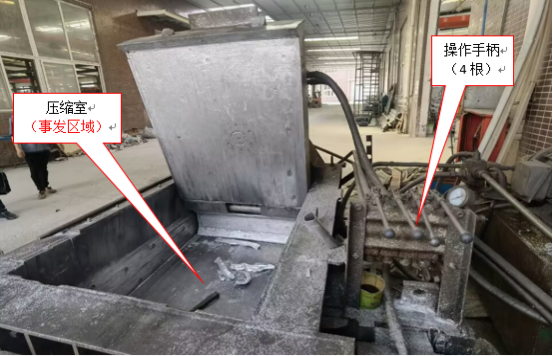 压缩室
（事发区域）
操作手柄
（4根）